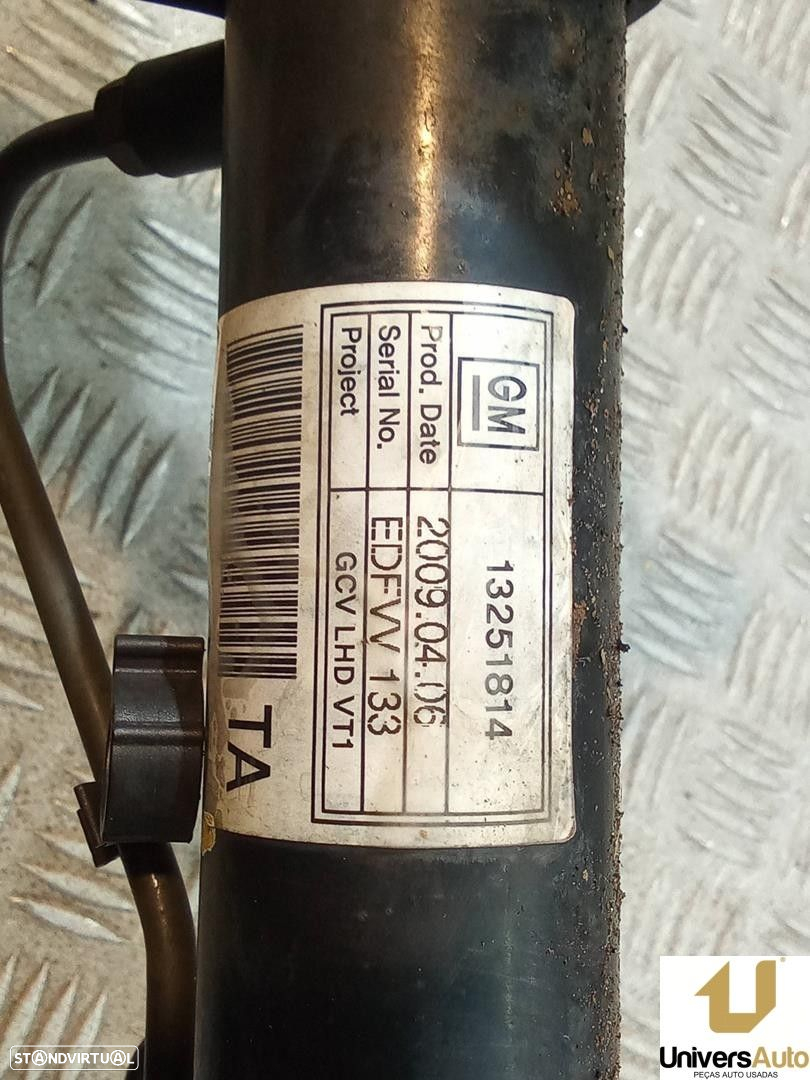 GM 13251814
Prod. Date 2009.04.06
Serial No. EDFW 133
Project GCV LHD VT1
TA
STANDVIRTUAL
UniversAuto
PEÇAS AUTO USADAS